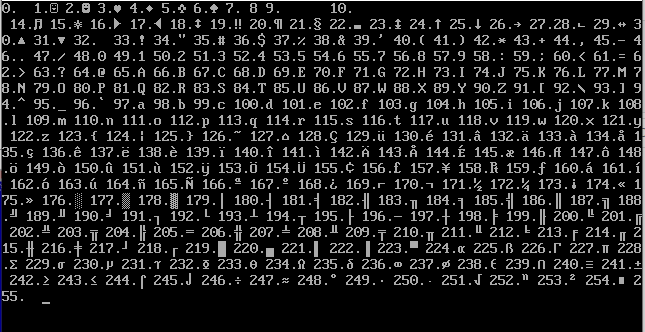 0.  1.☺ 2.☻ 3.♥ 4.♦ 5.♣ 6.♠ 7. 8 9.      10.
 14.♫ 15.☼ 16.► 17.◄ 18.↕ 19.‼ 20.¶ 21.§ 22.▬ 23.↨ 24.↑ 25.↓ 26.→ 27.28.∟ 29.↔ 3
0.▲ 31.▼ 32.  33.! 34." 35.# 36.$ 37.% 38.& 39.' 40.( 41.) 42.* 43.+ 44., 45.- 4
6.. 47./ 48.0 49.1 50.2 51.3 52.4 53.5 54.6 55.7 56.8 57.9 58.: 59.; 60.< 61.= 6
2.> 63.? 64.@ 65.A 66.B 67.C 68.D 69.E 70.F 71.G 72.H 73.I 74.J 75.K 76.L 77.M 7
8.N 79.O 80.P 81.Q 82.R 83.S 84.T 85.U 86.V 87.W 88.X 89.Y 90.Z 91.[ 92.\ 93.] 9
4.^ 95._ 96.` 97.a 98.b 99.c 100.d 101.e 102.f 103.g 104.h 105.i 106.j 107.k 108
.l 109.m 110.n 111.o 112.p 113.q 114.r 115.s 116.t 117.u 118.v 119.w 120.x 121.y
 122.z 123.{ 124.| 125.} 126.~ 127.⌂ 128.Ç 129.ü 130.é 131.â 132.ä 133.à 134.å 1
35.ç 136.ê 137.ë 138.è 139.ï 140.î 141.ì 142.Ä 143.Å 144.É 145.æ 146.Æ 147.ô 148
.ö 149.ò 150.û 151.ù 152.ÿ 153.Ö 154.Ü 155.¢ 156.£ 157.¥ 158.₧ 159.ƒ 160.á 161.í
 162.ó 163.ú 164.ñ 165.Ñ 166.ª 167.º 168.¿ 169.⌐ 170.¬ 171.½ 172.¼ 173.¡ 174.« 1
75.» 176.░ 177.▒ 178.▓ 179.│ 180.┤ 181.╡ 182.╢ 183.╖ 184.╕ 185.╣ 186.║ 187.╗ 188
.╝ 189.╜ 190.╛ 191.┐ 192.└ 193.┴ 194.┬ 195.├ 196.─ 197.┼ 198.╞ 199.╟ 200.╚ 201.╔
 202.╩ 203.╦ 204.╠ 205.═ 206.╬ 207.╧ 208.╨ 209.╤ 210.╥ 211.╙ 212.╘ 213.╒ 214.╓ 2
15.╫ 216.╪ 217.┘ 218.┌ 219.█ 220.▄ 221.▌ 222.▐ 223.▀ 224.α 225.ß 226.Γ 227.π 228
.Σ 229.σ 230.µ 231.τ 232.Φ 233.Θ 234.Ω 235.δ 236.∞ 237.φ 238.ε 239.∩ 240.≡ 241.±
 242.≥ 243.≤ 244.⌠ 245.⌡ 246.÷ 247.≈ 248.° 249.∙ 250.· 251.√ 252.ⁿ 253.² 254.■ 2
55.  _